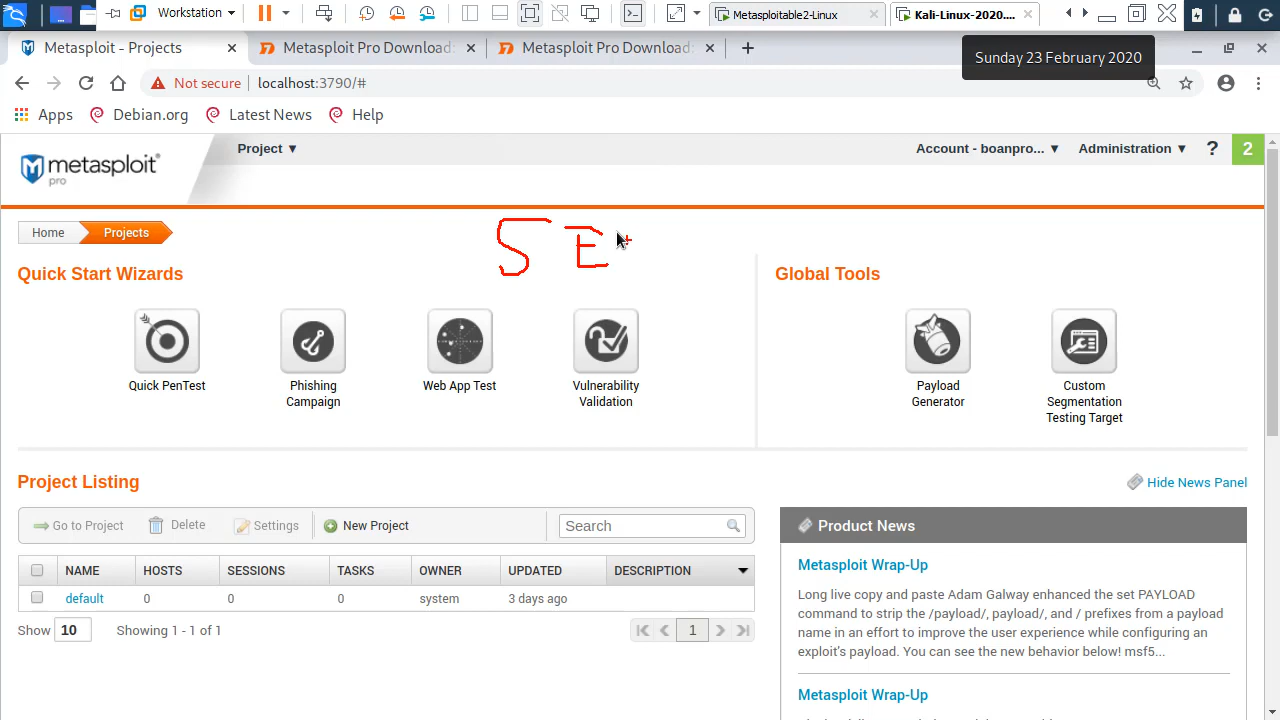 Workstation
Metasploitable2-Linux
Kali-Linux-2020....
Metasploit - Projects
Metasploit Pro Download
Metasploit Pro Download
Sunday 23 February 2020
Not secure
localhost:3790/#
Apps
Debian.org
Latest News
Help
metasploit®
pro
Project
Account - boanpro...
Administration
?
2
Home
Projects
S E
Quick Start Wizards
Global Tools
Quick PenTest
Phishing
Campaign
Web App Test
Vulnerability
Validation
Payload
Generator
Custom
Segmentation
Testing Target
Project Listing
Hide News Panel
Go to Project
Delete
Settings
New Project
Search
Product News
NAME HOSTS SESSIONS TASKS OWNER UPDATED DESCRIPTION
default 0 0 0 system 3 days ago
Show 10 Showing 1 - 1 of 1
1
Metasploit Wrap-Up
Long live copy and paste Adam Galway enhanced the set PAYLOAD
command to strip the /payload/, payload/, and / prefixes from a payload
name in an effort to improve the user experience while configuring an
exploit's payload. You can see the new behavior below! msf5...
Metasploit Wrap-Up